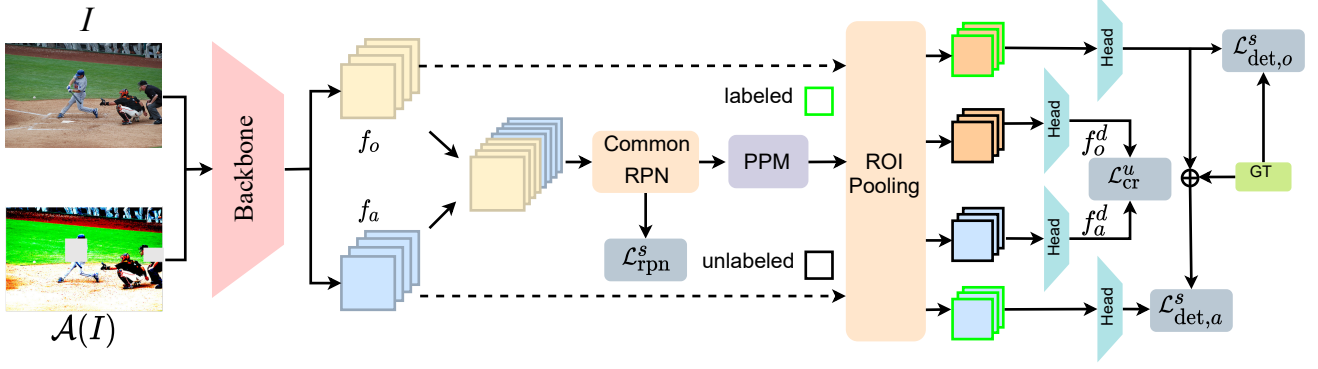 I
A(I)
Backbone
f_o
f_a
Common
RPN
L^s_rpn
PPM
labeled
unlabeled
ROI
Pooling
Head
Head
Head
Head
f^d_o
f^d_a
L^u_cr
L^s_det,o
GT
L^s_det,a